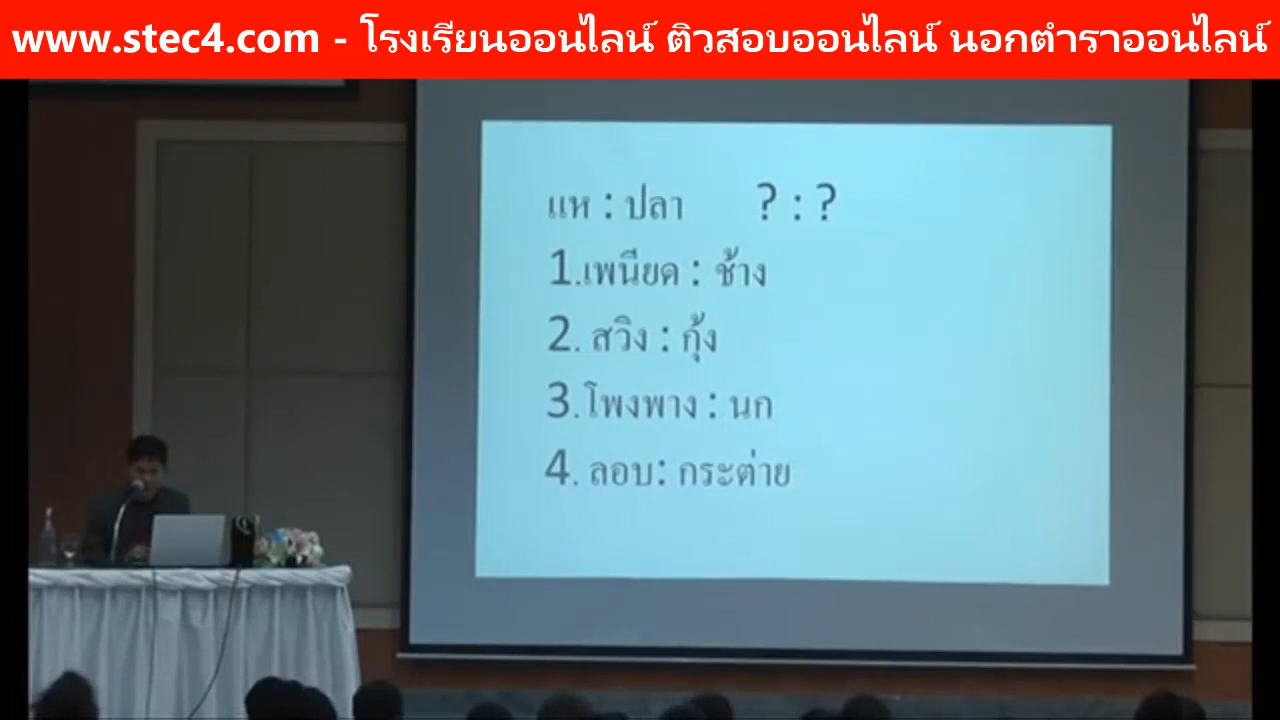 www.stec4.com - โรงเรียนออนไลน์ ติวสอบออนไลน์ นอกตำราออนไลน์
แห : ปลา ? : ?
1.เพนียด : ช้าง
2. สวิง : กุ้ง
3.โพงพาง : นก
4. ลอบ: กระต่าย